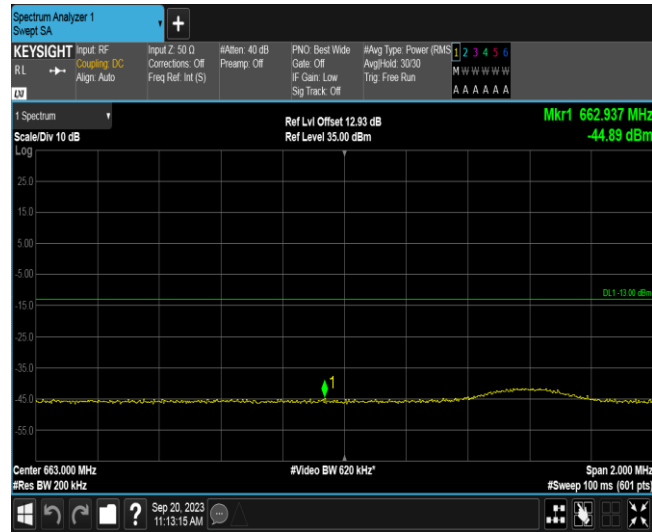 Spectrum Analyzer 1
Swept SA
+
KEYSIGHT
RL
LXI
Input: RF
Coupling: DC
Align: Auto
Input Z: 50 Ω
Corrections: Off
Freq Ref: Int (S)
#Atten: 40 dB
Preamp: Off
PNO: Best Wide
Gate: Off
IF Gain: Low
Sig Track: Off
#Avg Type: Power (RMS
Avg|Hold: 30/30
Trig: Free Run
1 2 3 4 5 6
M W W W W W
A A A A A A
1 Spectrum
Scale/Div 10 dB
Ref Lvl Offset 12.93 dB
Ref Level 35.00 dBm
Mkr1 662.937 MHz
-44.89 dBm
Log
25.0
15.0
5.00
-5.00
DL1 -13.00 dBm
-15.0
-25.0
-35.0
1
-45.0
-55.0
Center 663.000 MHz
#Video BW 620 kHz*
Span 2.000 MHz
#Res BW 200 kHz
#Sweep 100 ms (601 pts)
?
Sep 20, 2023
11:13:15 AM